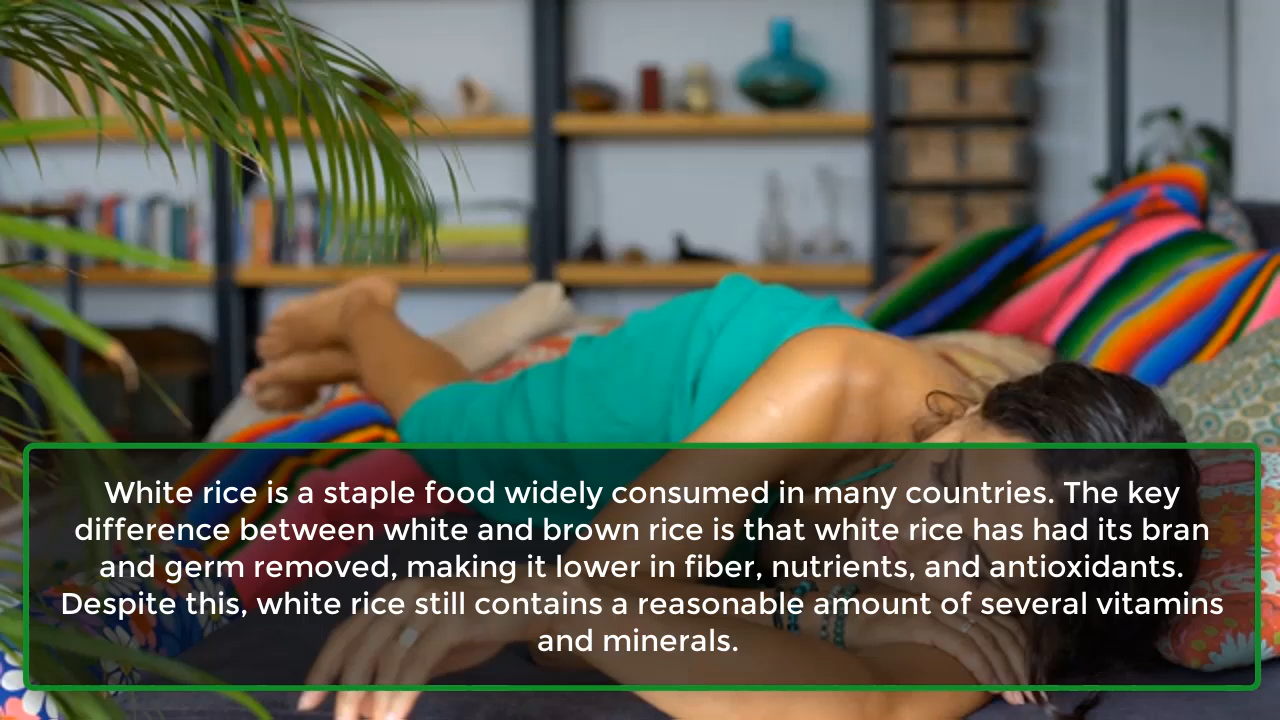 White rice is a staple food widely consumed in many countries. The key
difference between white and brown rice is that white rice has had its bran
and germ removed, making it lower in fiber, nutrients, and antioxidants.
Despite this, white rice still contains a reasonable amount of several vitamins
and minerals.